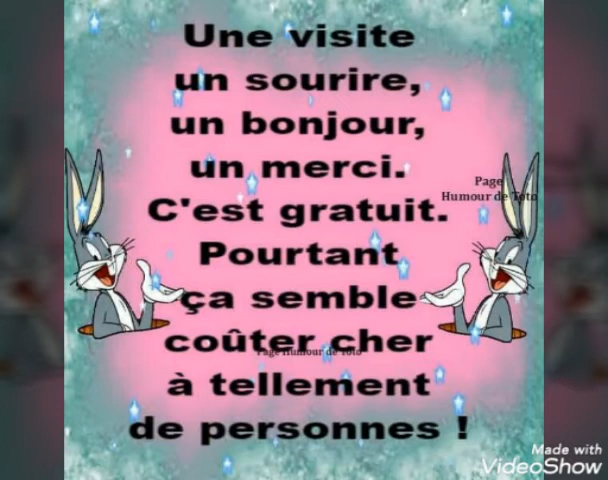 Une visite
un sourire,
un bonjour,
un merci.
Page
Humour de Toto
C'est gratuit.
Pourtant
ça semble
coûter cher
Page Humour de Toto
à tellement
de personnes !
Made with
VideoShow